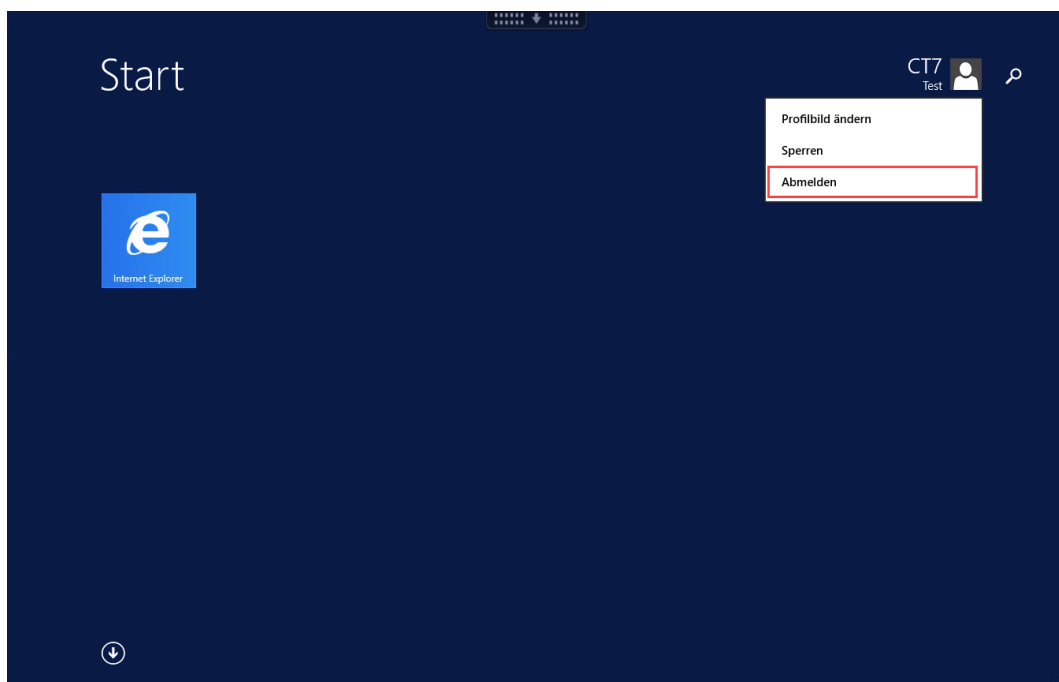 Start
CT7
Test
Profilbild ändern
Sperren
Abmelden
Internet Explorer